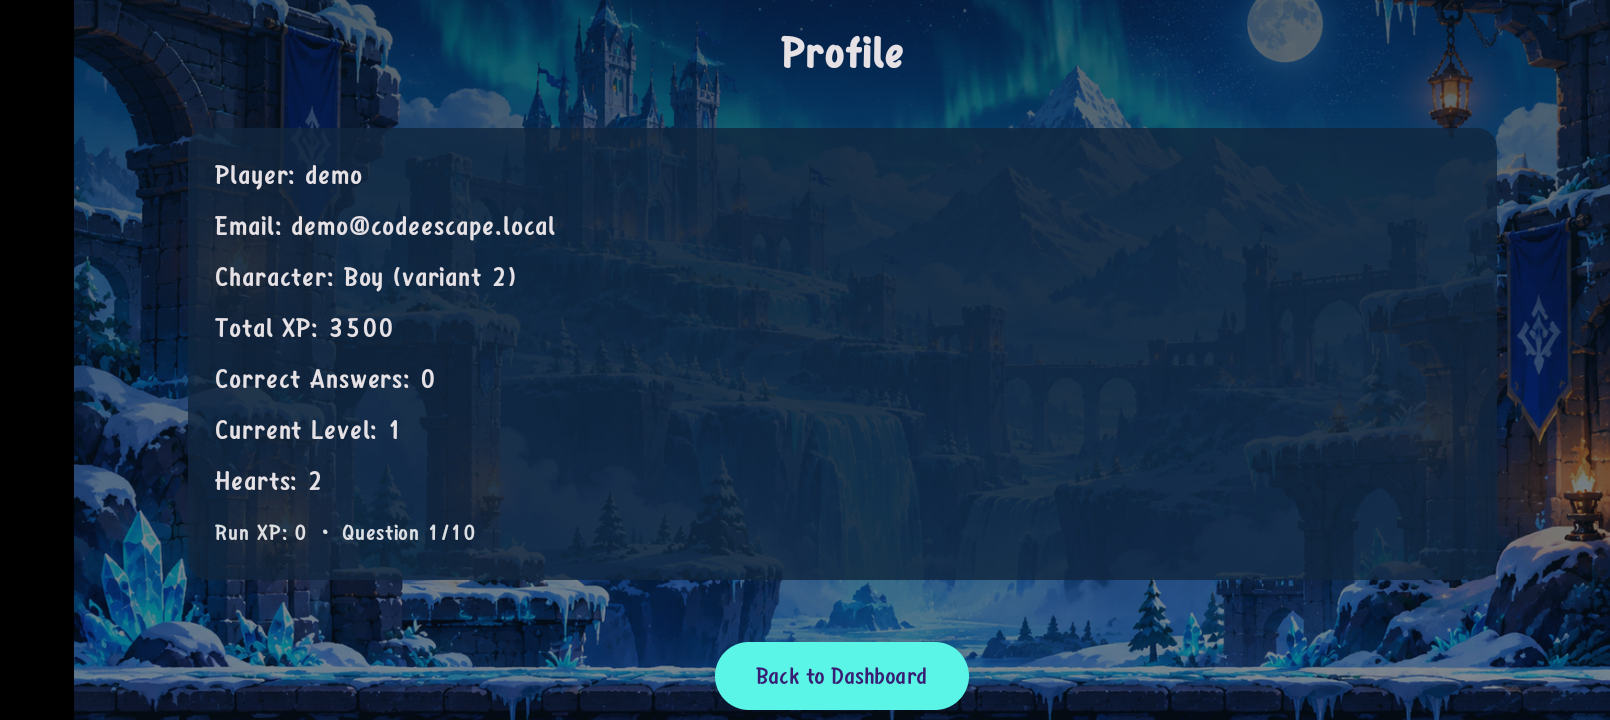 Profile
Player: demo
Email: demo@codeescape.local
Character: Boy (variant 2)
Total XP: 3500
Correct Answers: 0
Current Level: 1
Hearts: 2
Run XP: 0 • Question 1/10
Back to Dashboard